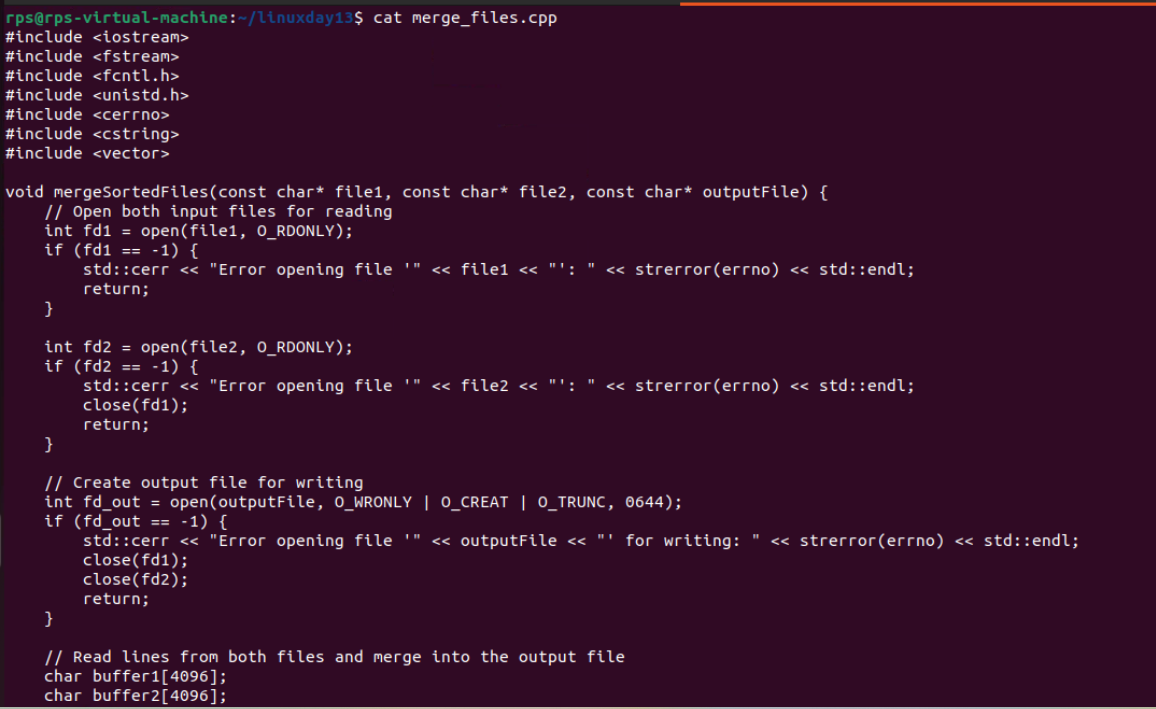 rps@rps-virtual-machine:~/linuxday13$ cat merge_files.cpp
#include <iostream>
#include <fstream>
#include <fcntl.h>
#include <unistd.h>
#include <cerrno>
#include <cstring>
#include <vector>

void mergeSortedFiles(const char* file1, const char* file2, const char* outputFile) {
    // Open both input files for reading
    int fd1 = open(file1, O_RDONLY);
    if (fd1 == -1) {
        std::cerr << "Error opening file '" << file1 << "': " << strerror(errno) << std::endl;
        return;
    }

    int fd2 = open(file2, O_RDONLY);
    if (fd2 == -1) {
        std::cerr << "Error opening file '" << file2 << "': " << strerror(errno) << std::endl;
        close(fd1);
        return;
    }

    // Create output file for writing
    int fd_out = open(outputFile, O_WRONLY | O_CREAT | O_TRUNC, 0644);
    if (fd_out == -1) {
        std::cerr << "Error opening file '" << outputFile << "' for writing: " << strerror(errno) << std::endl;
        close(fd1);
        close(fd2);
        return;
    }

    // Read lines from both files and merge into the output file
    char buffer1[4096];
    char buffer2[4096];